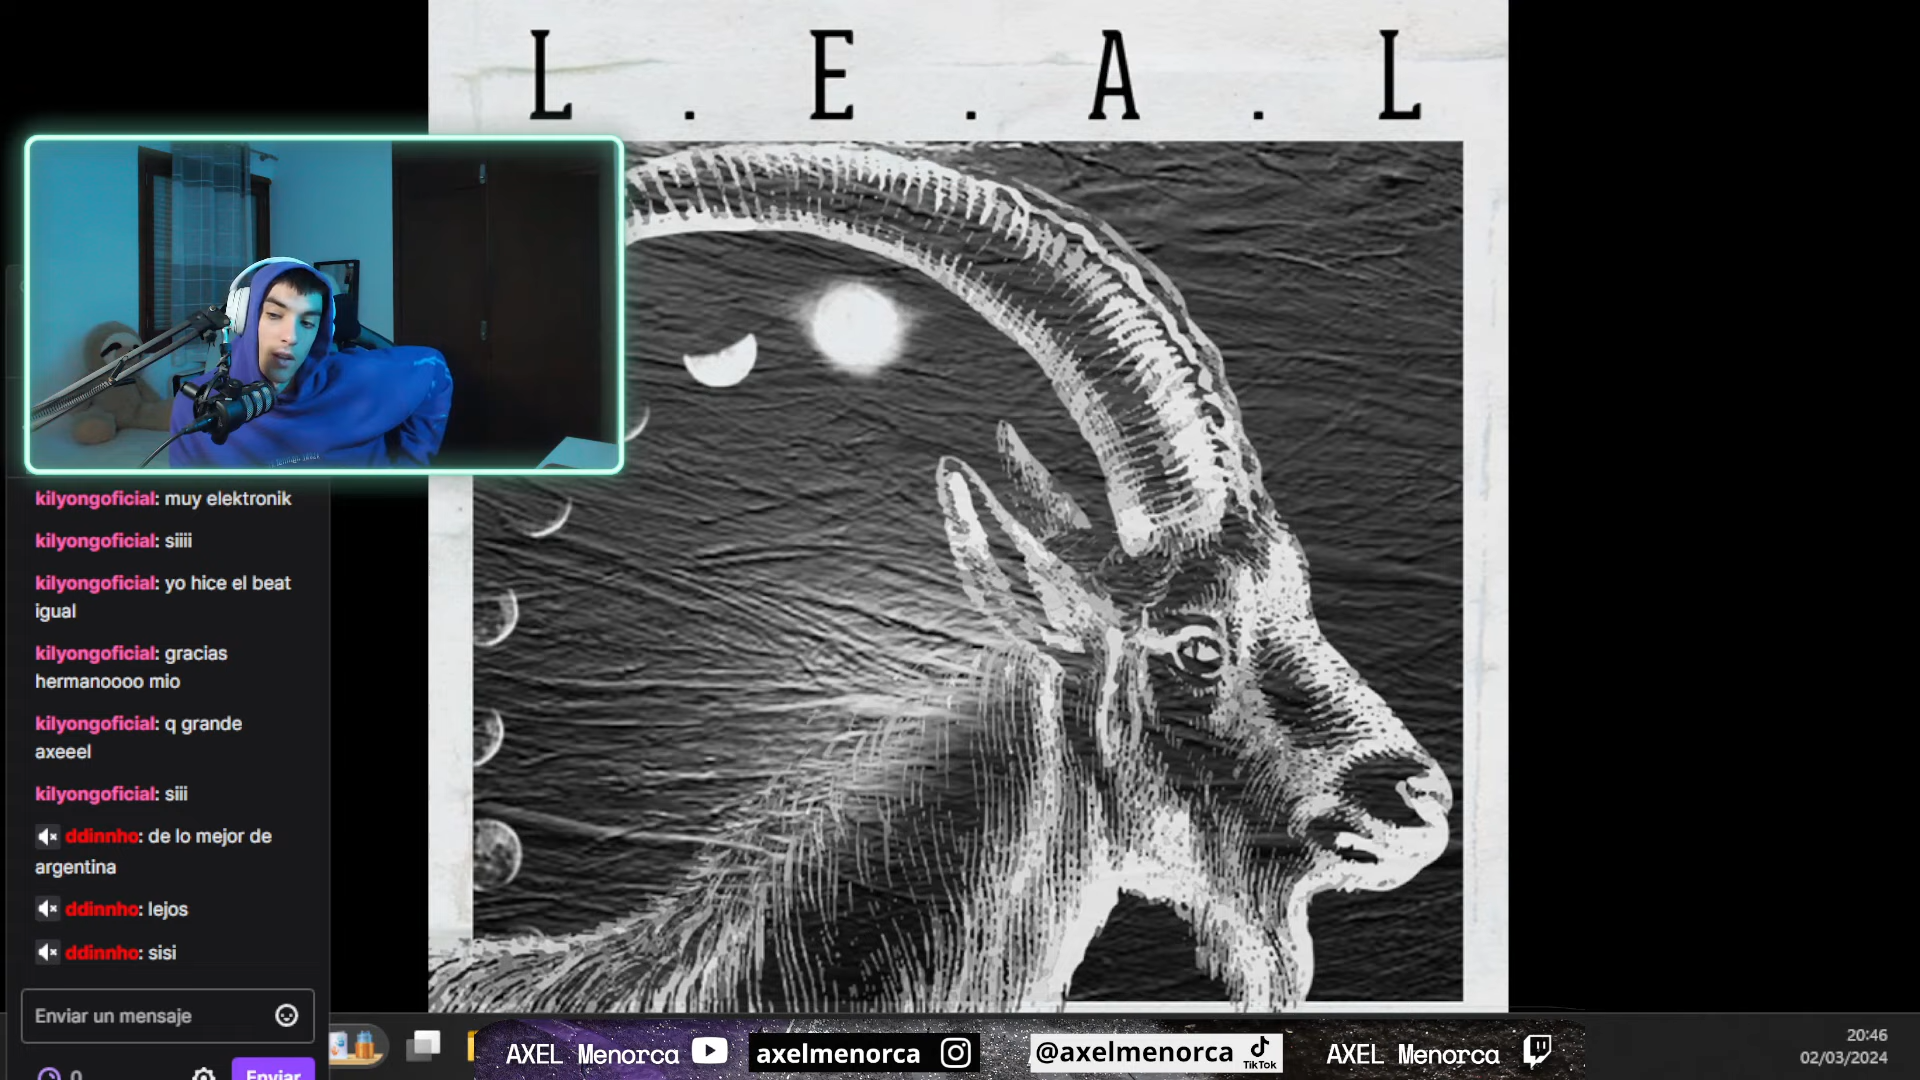 L . E . A . L
kilyongoficial: muy elektronik
kilyongoficial: siiii
kilyongoficial: yo hice el beat
igual
kilyongoficial: gracias
hermanoooo mio
kilyongoficial: q grande
axeeel
kilyongoficial: siii
ddinnho: de lo mejor de
argentina
ddinnho: lejos
ddinnho: sisi
Enviar un mensaje
0
Enviar
AXEL Menorca
axelmenorca
@axelmenorca
TikTok
AXEL Menorca
20:46
02/03/2024